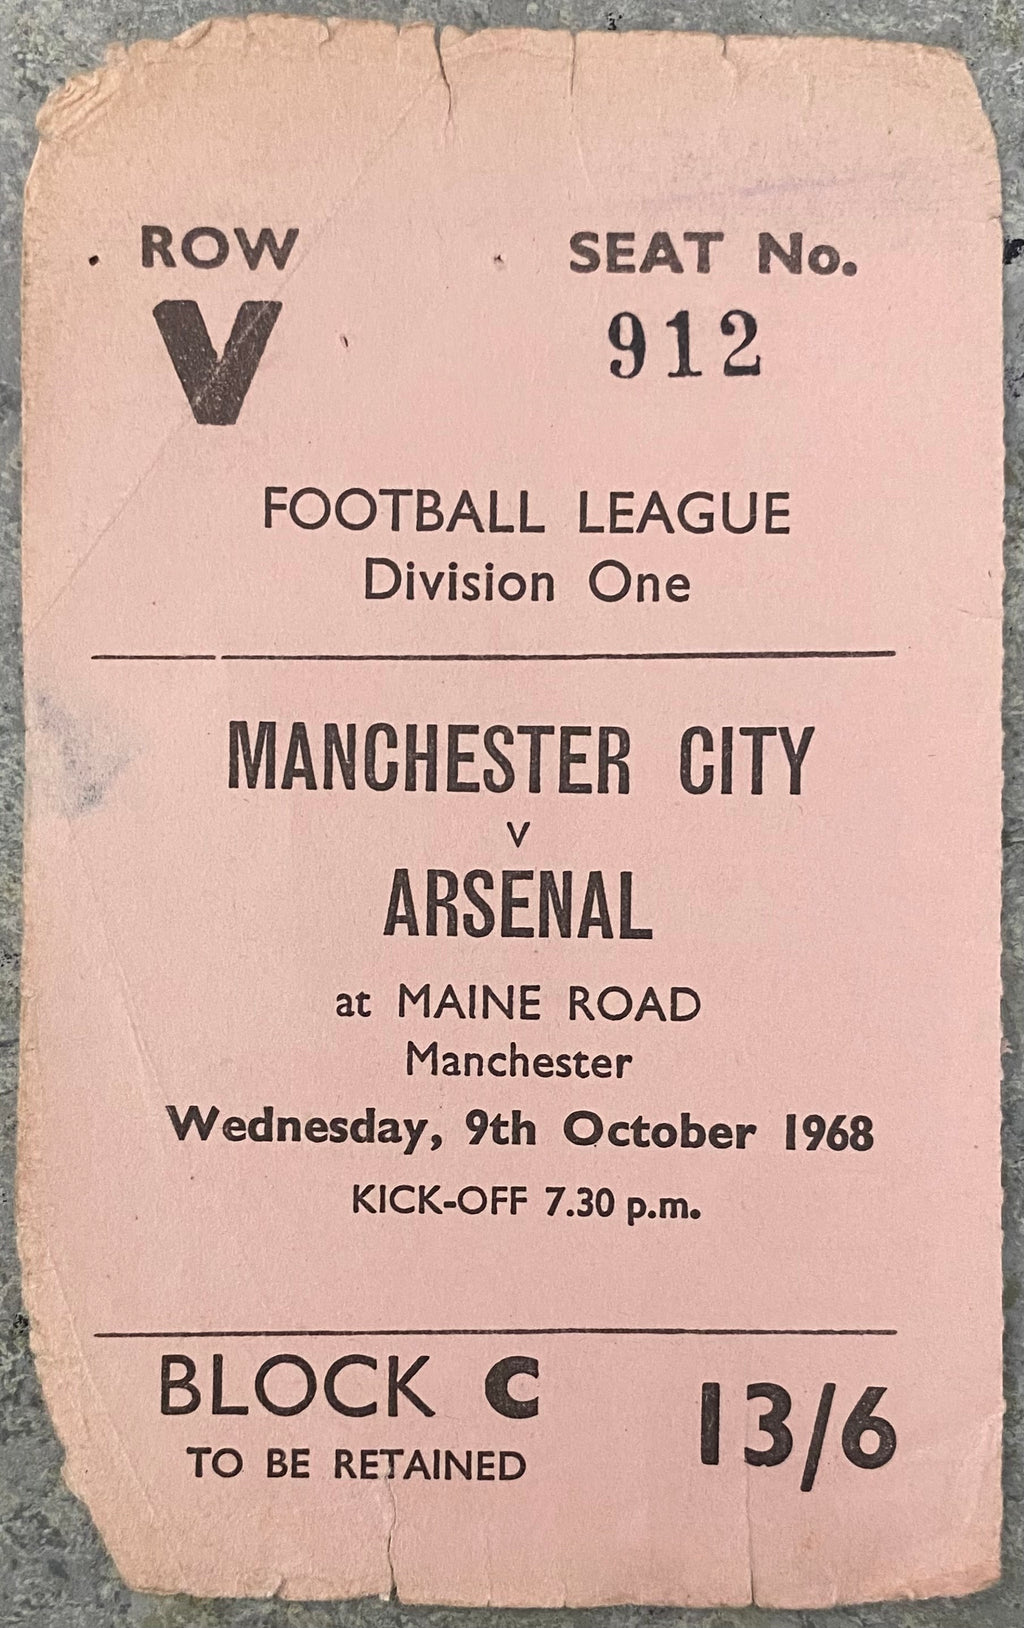 ROW SEAT No.
V 912
FOOTBALL LEAGUE
Division One
MANCHESTER CITY
v
ARSENAL
at MAINE ROAD
Manchester
Wednesday, 9th October 1968
KICK-OFF 7.30 p.m.
BLOCK C 13/6
TO BE RETAINED